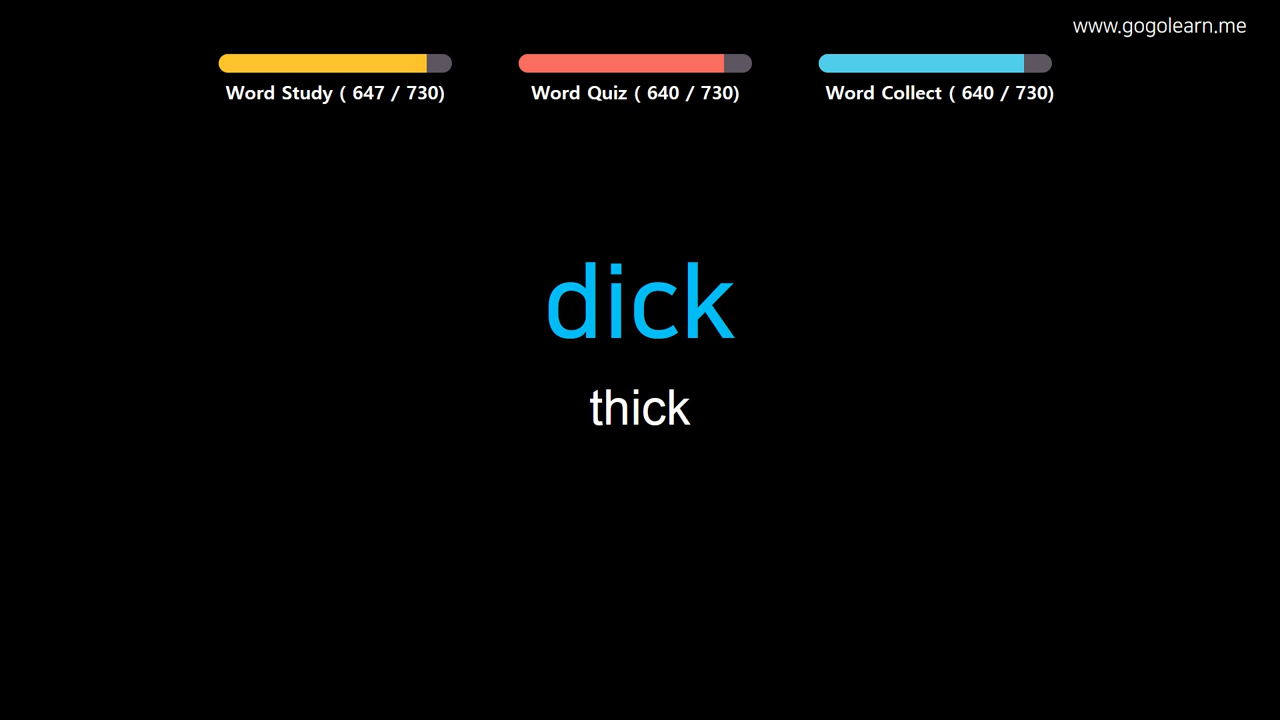 www.gogolearn.me
Word Study ( 647 / 730)
Word Quiz ( 640 / 730)
Word Collect ( 640 / 730)
dick
thick